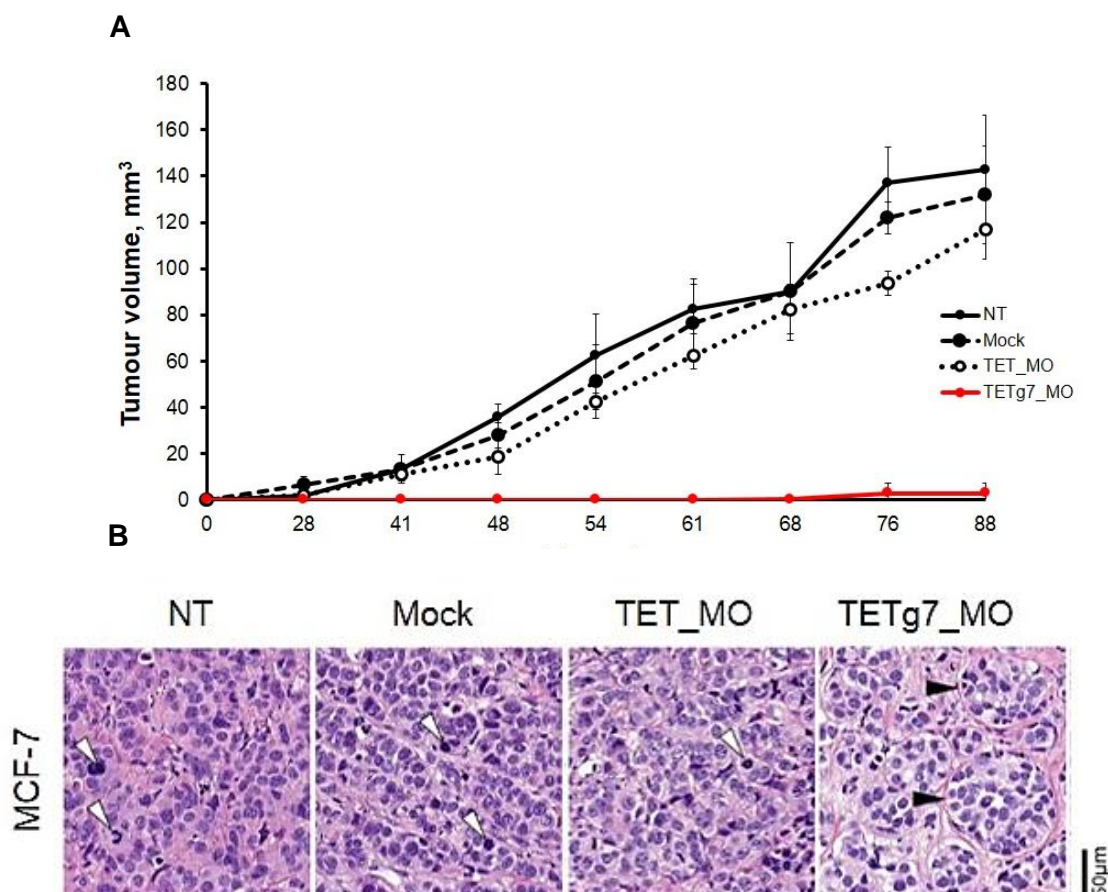 A
180
160
140
120
100
80
60
40
20
0
Tumour volume, mm³
NT
Mock
TET_MO
TETg7_MO
0 28 41 48 54 61 68 76 88
B
NT Mock TET_MO TETg7_MO
MCF-7